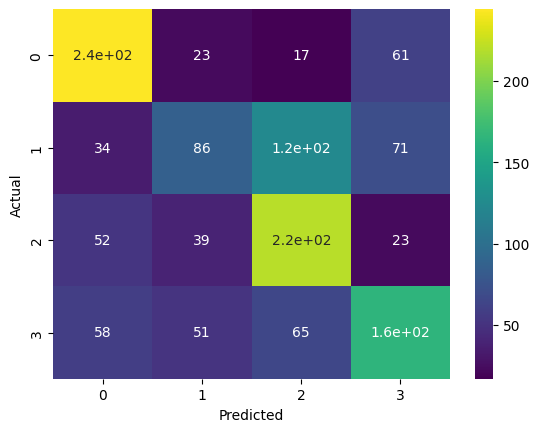 0 2.4e+02 23 17 61
1 34 86 1.2e+02 71
2 52 39 2.2e+02 23
3 58 51 65 1.6e+02
0 1 2 3
Predicted
Actual
200
150
100
50